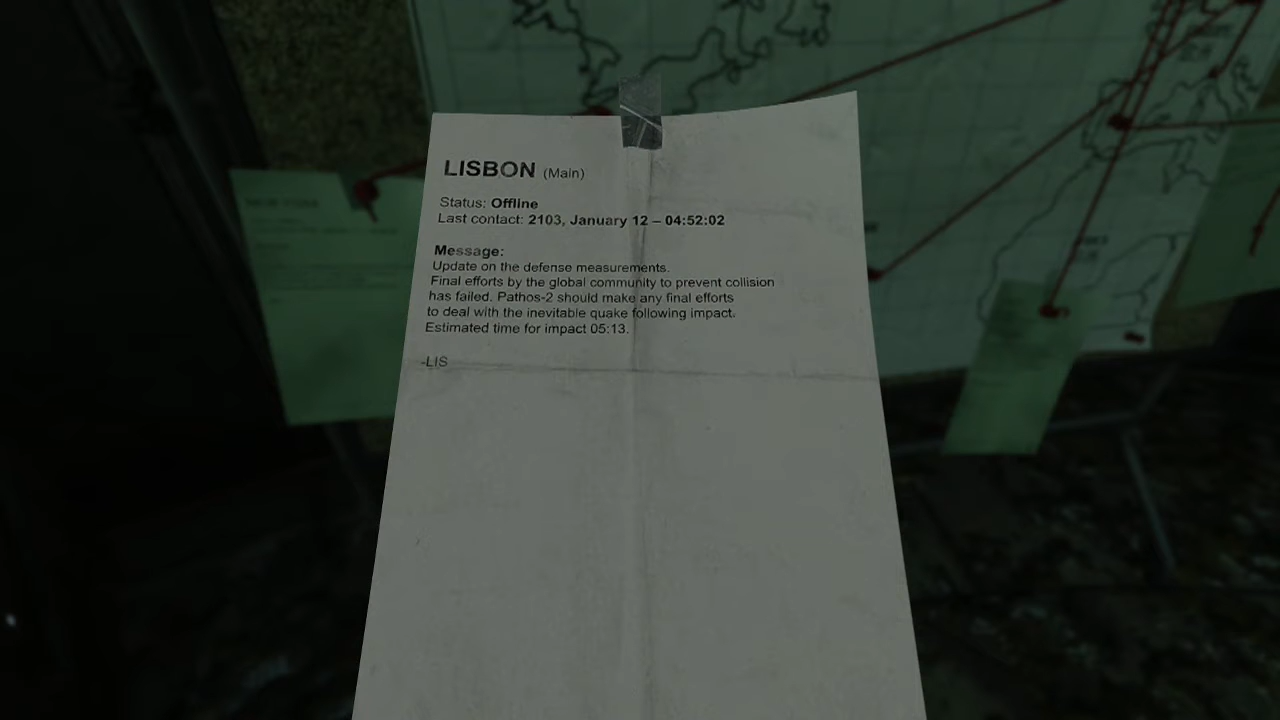 LISBON (Main)
Status: Offline
Last contact: 2103, January 12 – 04:52:02
Message:
Update on the defense measurements.
Final efforts by the global community to prevent collision
has failed. Pathos-2 should make any final efforts
to deal with the inevitable quake following impact.
Estimated time for impact 05:13.
-LIS